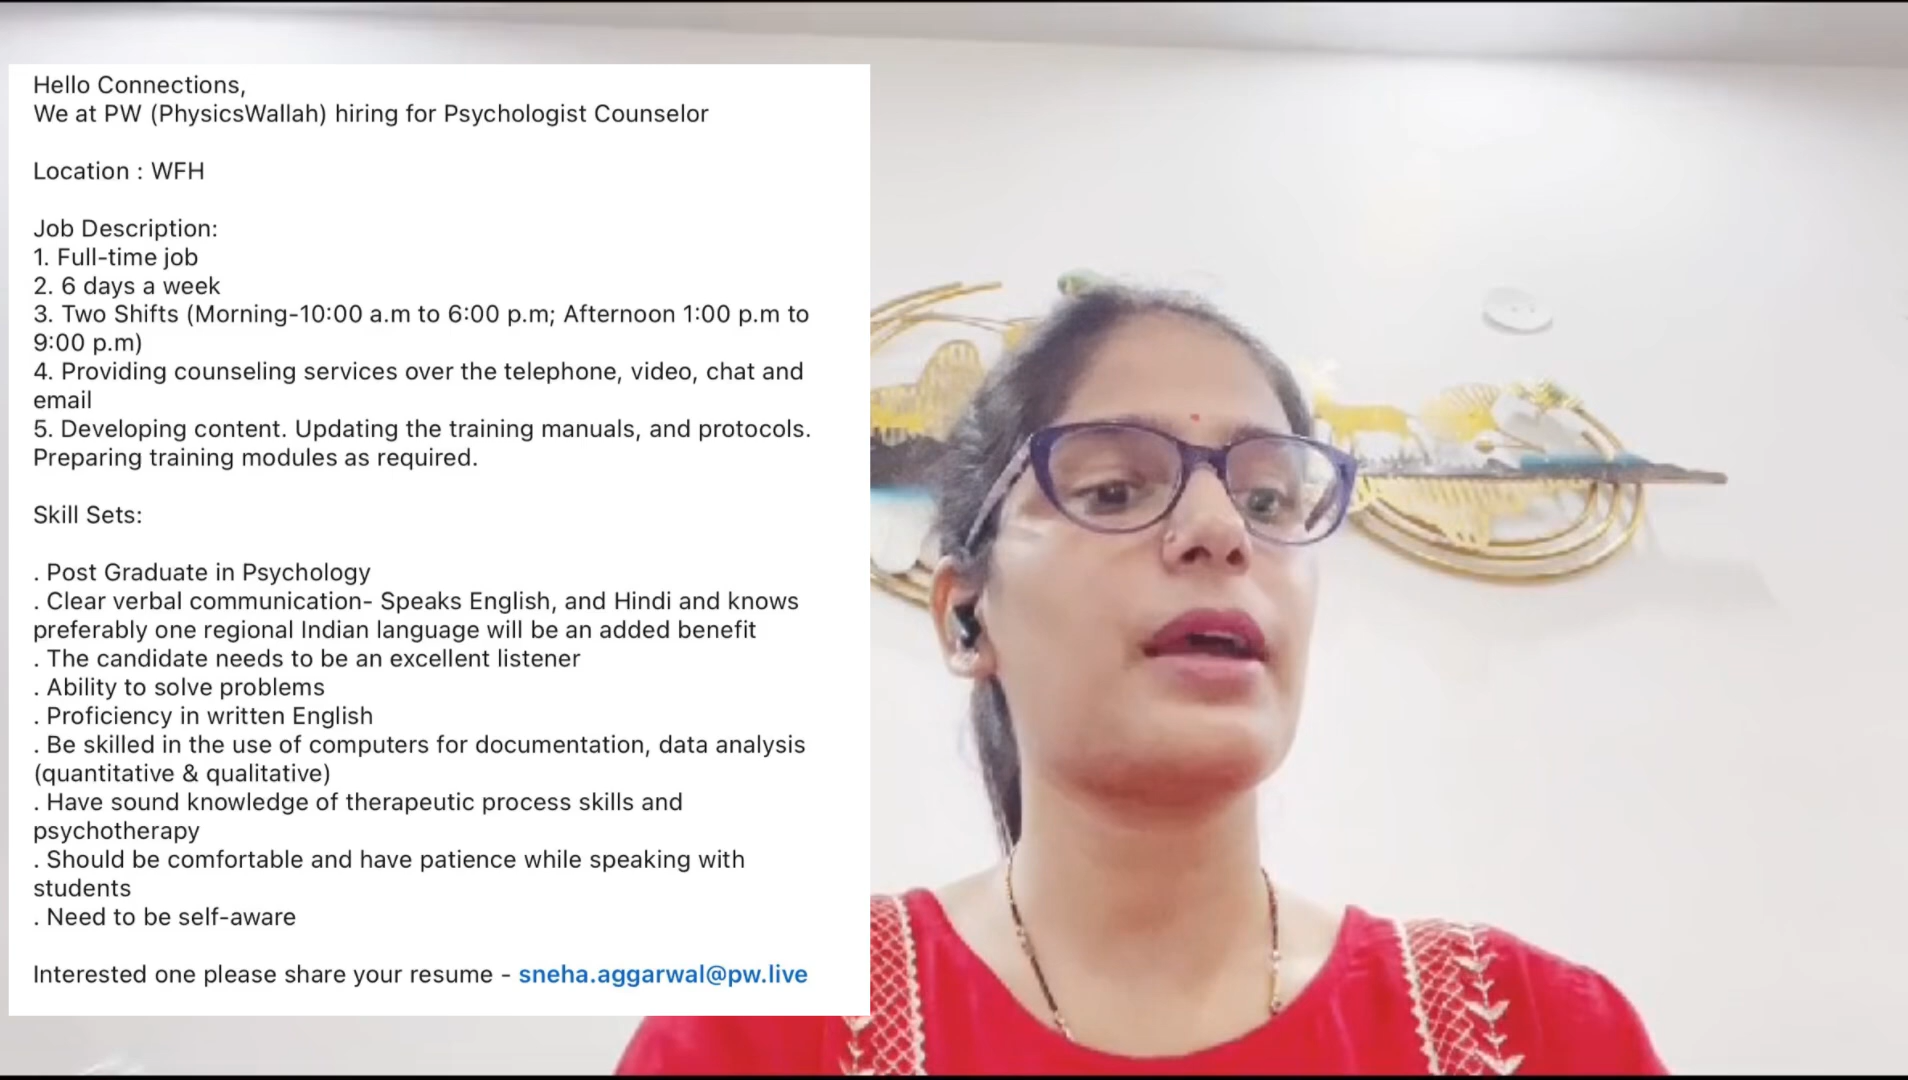 Hello Connections,
We at PW (PhysicsWallah) hiring for Psychologist Counselor
Location : WFH
Job Description:
1. Full-time job
2. 6 days a week
3. Two Shifts (Morning-10:00 a.m to 6:00 p.m; Afternoon 1:00 p.m to
9:00 p.m)
4. Providing counseling services over the telephone, video, chat and
email
5. Developing content. Updating the training manuals, and protocols.
Preparing training modules as required.
Skill Sets:
. Post Graduate in Psychology
. Clear verbal communication- Speaks English, and Hindi and knows
preferably one regional Indian language will be an added benefit
. The candidate needs to be an excellent listener
. Ability to solve problems
. Proficiency in written English
. Be skilled in the use of computers for documentation, data analysis
(quantitative & qualitative)
. Have sound knowledge of therapeutic process skills and
psychotherapy
. Should be comfortable and have patience while speaking with
students
. Need to be self-aware
Interested one please share your resume - sneha.aggarwal@pw.live